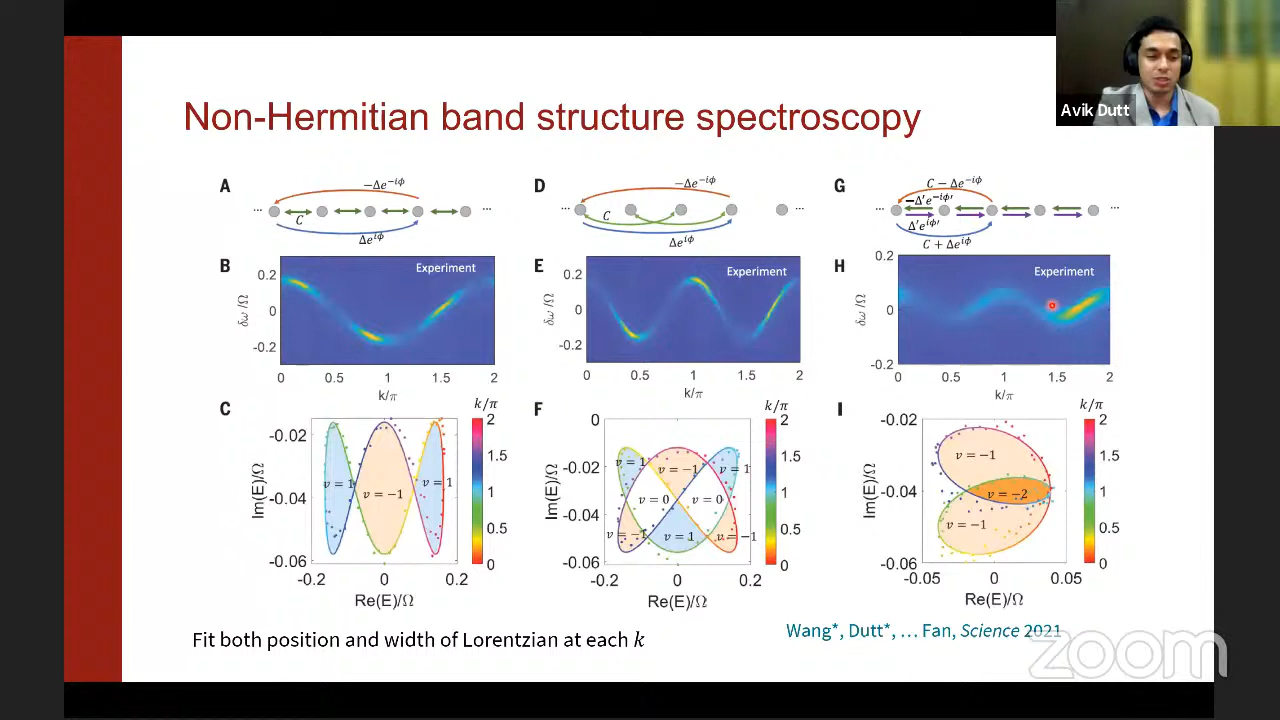 Avik Dutt
Non-Hermitian band structure spectroscopy
A
−Δe^{−iϕ}
...
C
...
Δe^{iϕ}
D
−Δe^{−iϕ}
...
C
...
Δe^{iϕ}
G
C − Δe^{−iϕ}
−Δ′e^{−iϕ′}
...
...
Δ′e^{iϕ′}
C + Δe^{iϕ}
B
Experiment
δω/Ω
0.2
0
-0.2
0 0.5 1 1.5 2
k/π
E
Experiment
δω/Ω
0.2
0
-0.2
0 0.5 1 1.5 2
k/π
H
Experiment
δω/Ω
0.2
0
-0.2
0 0.5 1 1.5 2
k/π
C
k/π
Im(E)/Ω
-0.02
-0.04
-0.06
v = 1
v = −1
v = 1
2
1.5
1
0.5
0
-0.2 0 0.2
Re(E)/Ω
F
k/π
Im(E)/Ω
0
-0.02
-0.04
-0.06
v = 1
v = −1
v = 1
v = 0
v = 0
v = −1
v = 1
v = −1
2
1.5
1
0.5
0
-0.2 0 0.2
Re(E)/Ω
I
k/π
Im(E)/Ω
-0.02
-0.04
-0.06
v = −1
v = −2
v = −1
2
1.5
1
0.5
0
-0.05 0 0.05
Re(E)/Ω
Fit both position and width of Lorentzian at each k
Wang*, Dutt*, … Fan, Science 2021
zoom